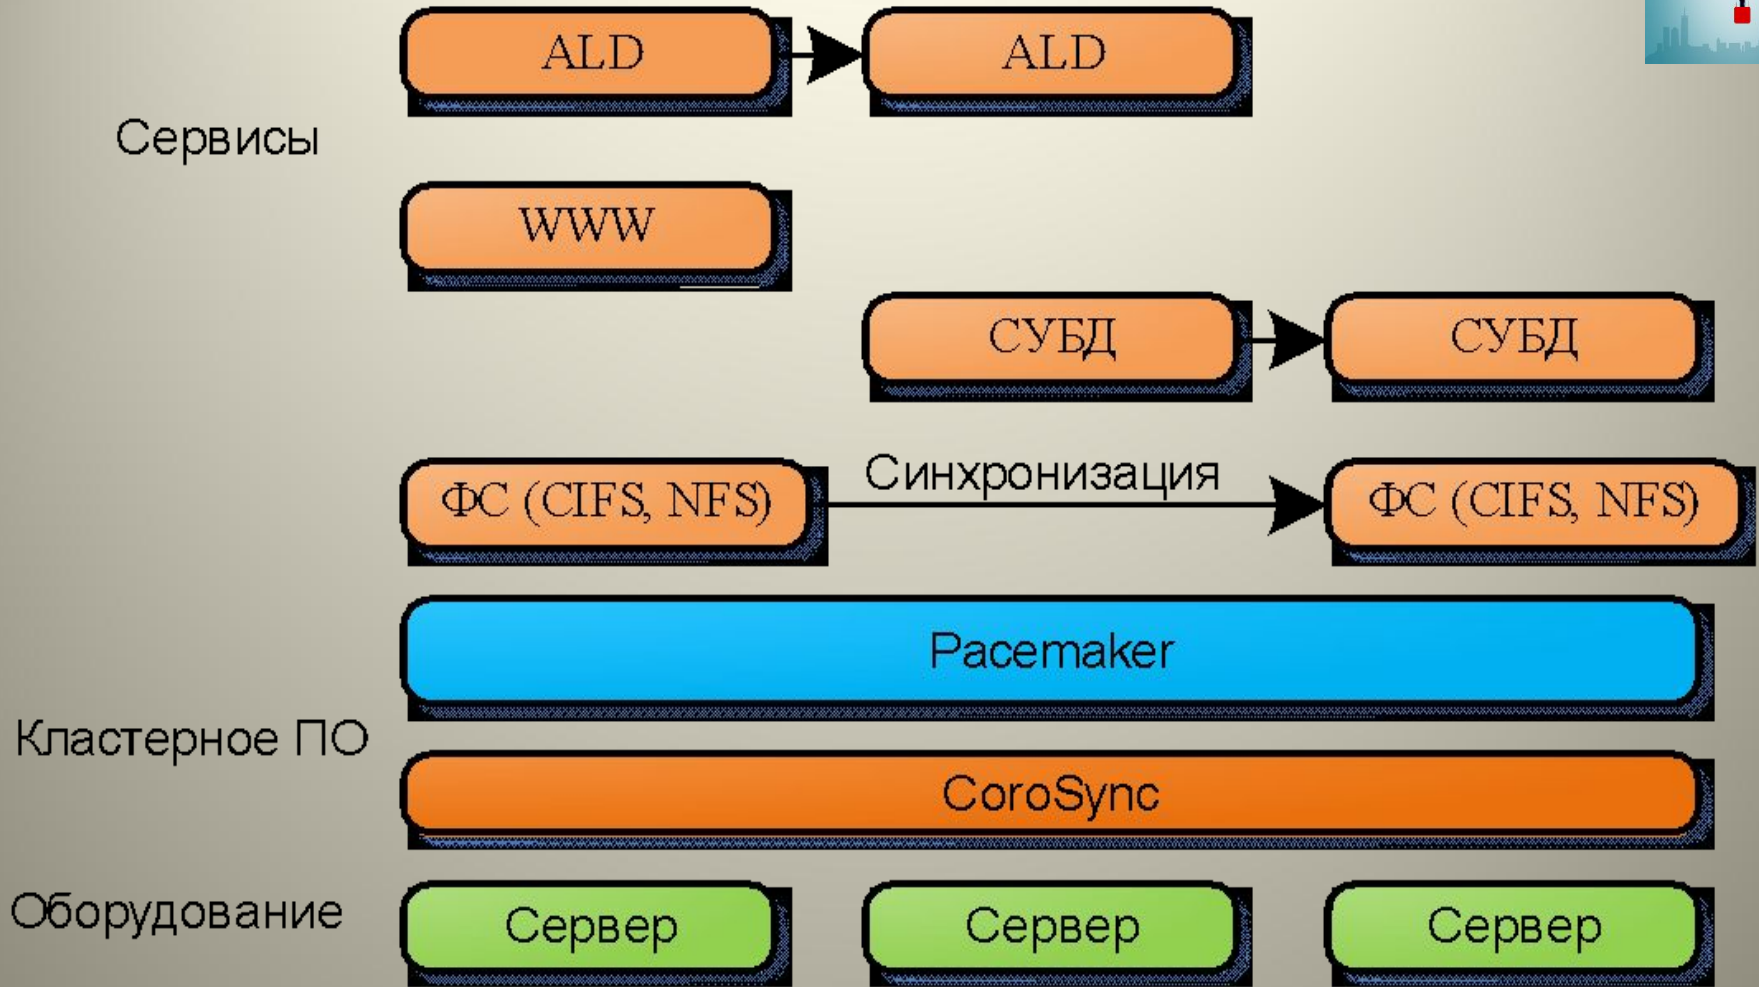 ALD
ALD
Сервисы
WWW
СУБД
СУБД
Синхронизация
ФС (CIFS, NFS)
ФС (CIFS, NFS)
Pacemaker
Кластерное ПО
CoroSync
Оборудование
Сервер
Сервер
Сервер